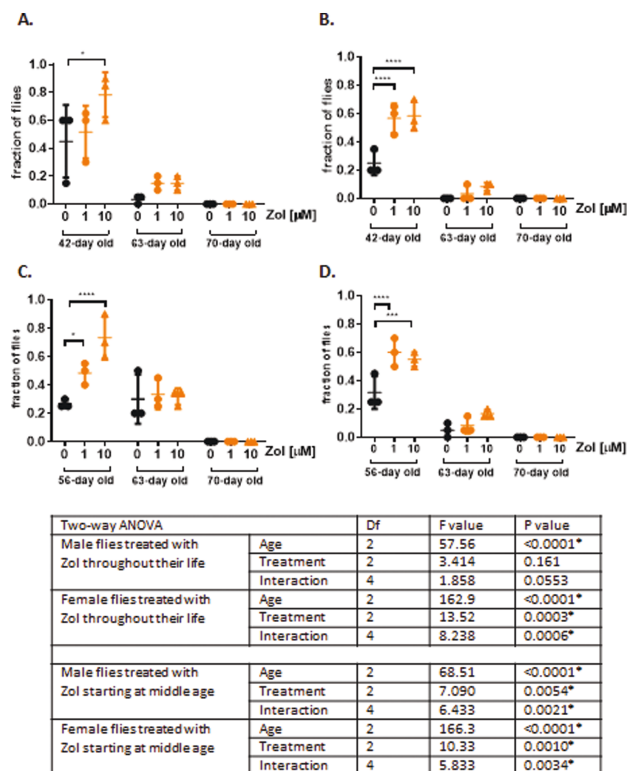 A.
B.
*
fraction of flies
1.0
0.8
0.6
0.4
0.2
0.0
0 1 10 0 1 10 0 1 10 Zol [μM]
42-day old 63-day old 70-day old
****
****
fraction of flies
1.0
0.8
0.6
0.4
0.2
0.0
0 1 10 0 1 10 0 1 10 Zol [μM]
42-day old 63-day old 70-day old
C.
D.
****
*
fraction of flies
1.0
0.8
0.6
0.4
0.2
0.0
0 1 10 0 1 10 0 1 10 Zol [μM]
56-day old 63-day old 70-day old
****
***
fraction of flies
1.0
0.8
0.6
0.4
0.2
0.0
0 1 10 0 1 10 0 1 10 Zol [μM]
56-day old 63-day old 70-day old
Two-way ANOVA Df F value P value
Male flies treated with Age 2 57.56 <0.0001*
Zol throughout their life Treatment 2 3.414 0.161
Interaction 4 1.858 0.0553
Female flies treated with Age 2 162.9 <0.0001*
Zol throughout their life Treatment 2 13.52 0.0003*
Interaction 4 8.238 0.0006*
Male flies treated with Age 2 68.51 <0.0001*
Zol starting at middle age Treatment 2 7.090 0.0054*
Interaction 4 6.433 0.0021*
Female flies treated with Age 2 166.3 <0.0001*
Zol starting at middle age Treatment 2 10.33 0.0010*
Interaction 4 5.833 0.0034*